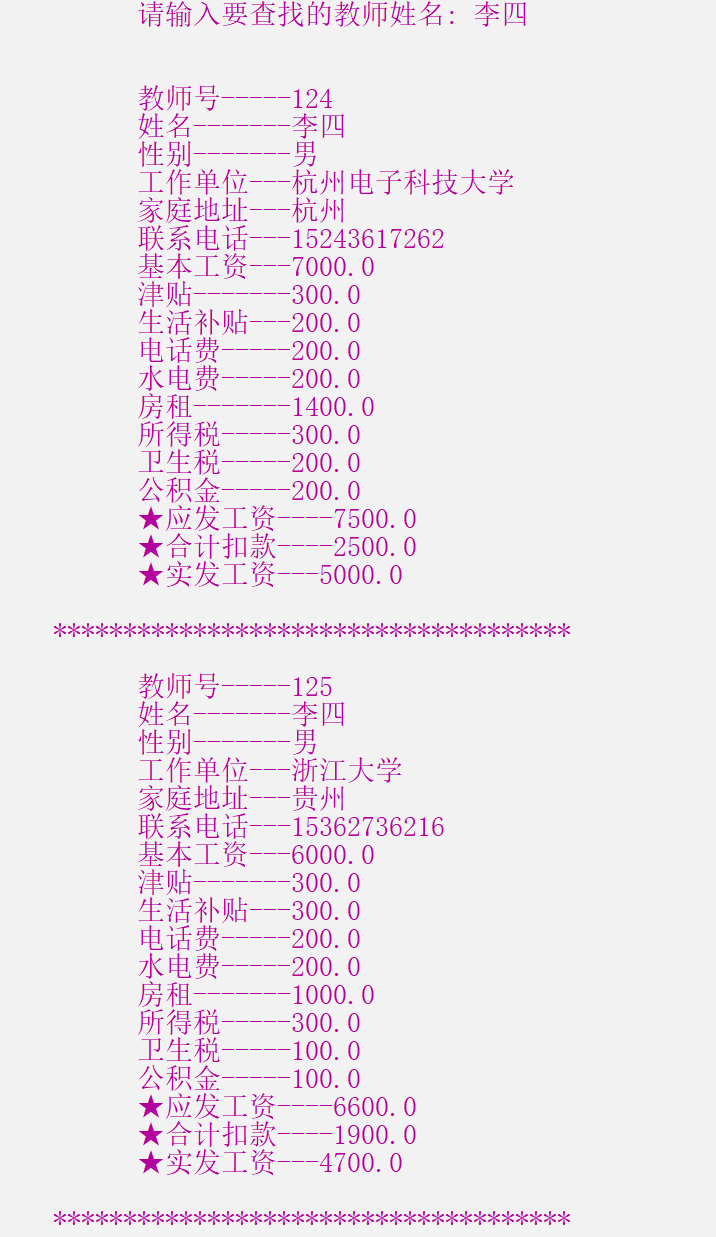 请输入要查找的教师姓名: 李四
教师号-----124
姓名-------李四
性别-------男
工作单位---杭州电子科技大学
家庭地址---杭州
联系电话---15243617262
基本工资---7000.0
津贴-------300.0
生活补贴---200.0
电话费-----200.0
水电费-----200.0
房租-------1400.0
所得税-----300.0
卫生税-----200.0
公积金-----200.0
★应发工资----7500.0
★合计扣款----2500.0
★实发工资---5000.0
*************************************
教师号-----125
姓名-------李四
性别-------男
工作单位---浙江大学
家庭地址---贵州
联系电话---15362736216
基本工资---6000.0
津贴-------300.0
生活补贴---300.0
电话费-----200.0
水电费-----200.0
房租-------1000.0
所得税-----300.0
卫生税-----100.0
公积金-----100.0
★应发工资----6600.0
★合计扣款----1900.0
★实发工资---4700.0
*************************************